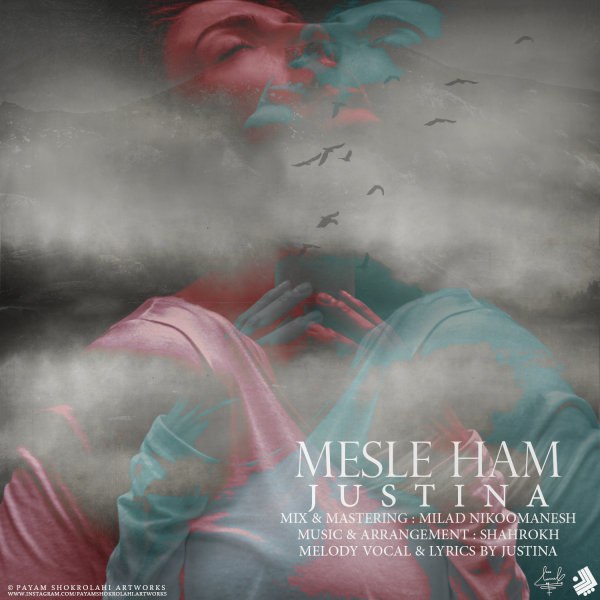 MESLE HAM
JUSTINA
MIX & MASTERING : MILAD NIKOOMANESH
MUSIC & ARRANGEMENT : SHAHROKH
MELODY VOCAL & LYRICS BY JUSTINA
© PAYAM SHOKROLAHI ARTWORKS
WWW.INSTAGRAM.COM/PAYAMSHOKROLAHI.ARTWORKS